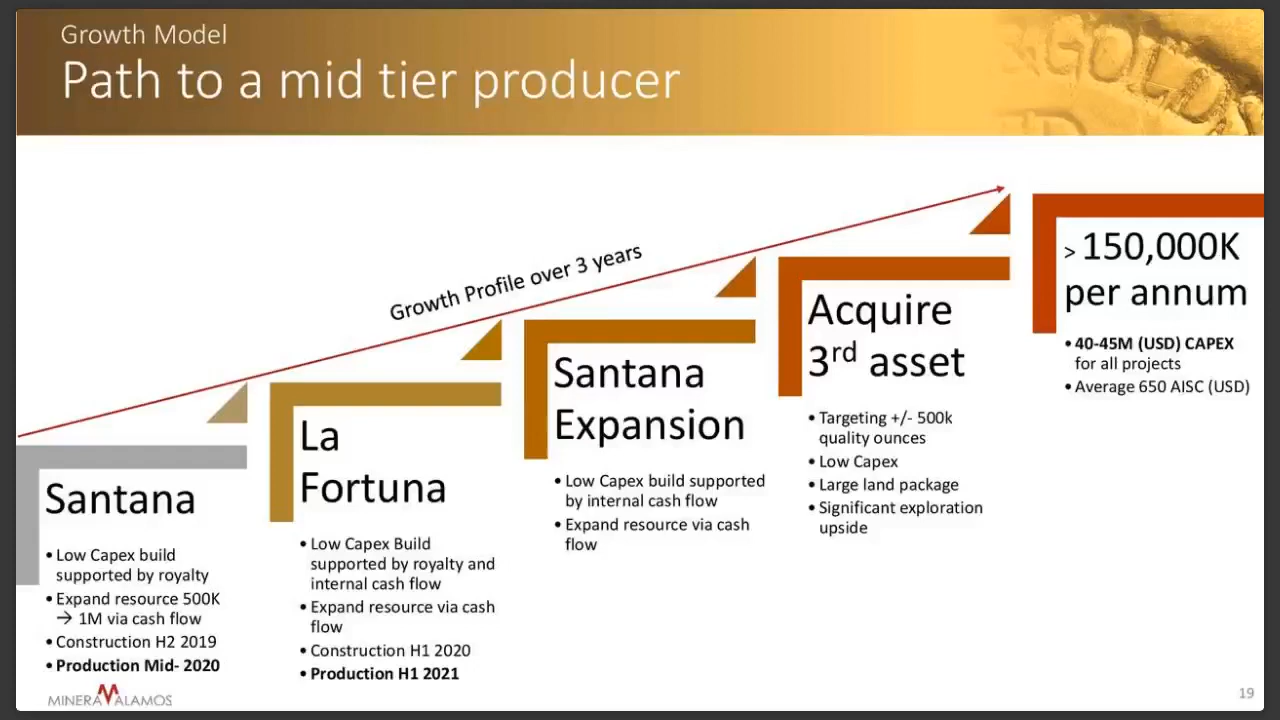 Growth Model
Path to a mid tier producer
GOLD
Growth Profile over 3 years
Santana
• Low Capex build
supported by royalty
• Expand resource 500K
→ 1M via cash flow
• Construction H2 2019
• Production Mid- 2020
La
Fortuna
• Low Capex Build
supported by royalty and
internal cash flow
• Expand resource via cash
flow
• Construction H1 2020
• Production H1 2021
Santana
Expansion
• Low Capex build supported
by internal cash flow
• Expand resource via cash
flow
Acquire
3rd asset
• Targeting +/- 500k
quality ounces
• Low Capex
• Large land package
• Significant exploration
upside
> 150,000K
per annum
• 40-45M (USD) CAPEX
for all projects
• Average 650 AISC (USD)
MINERA ALAMOS
19